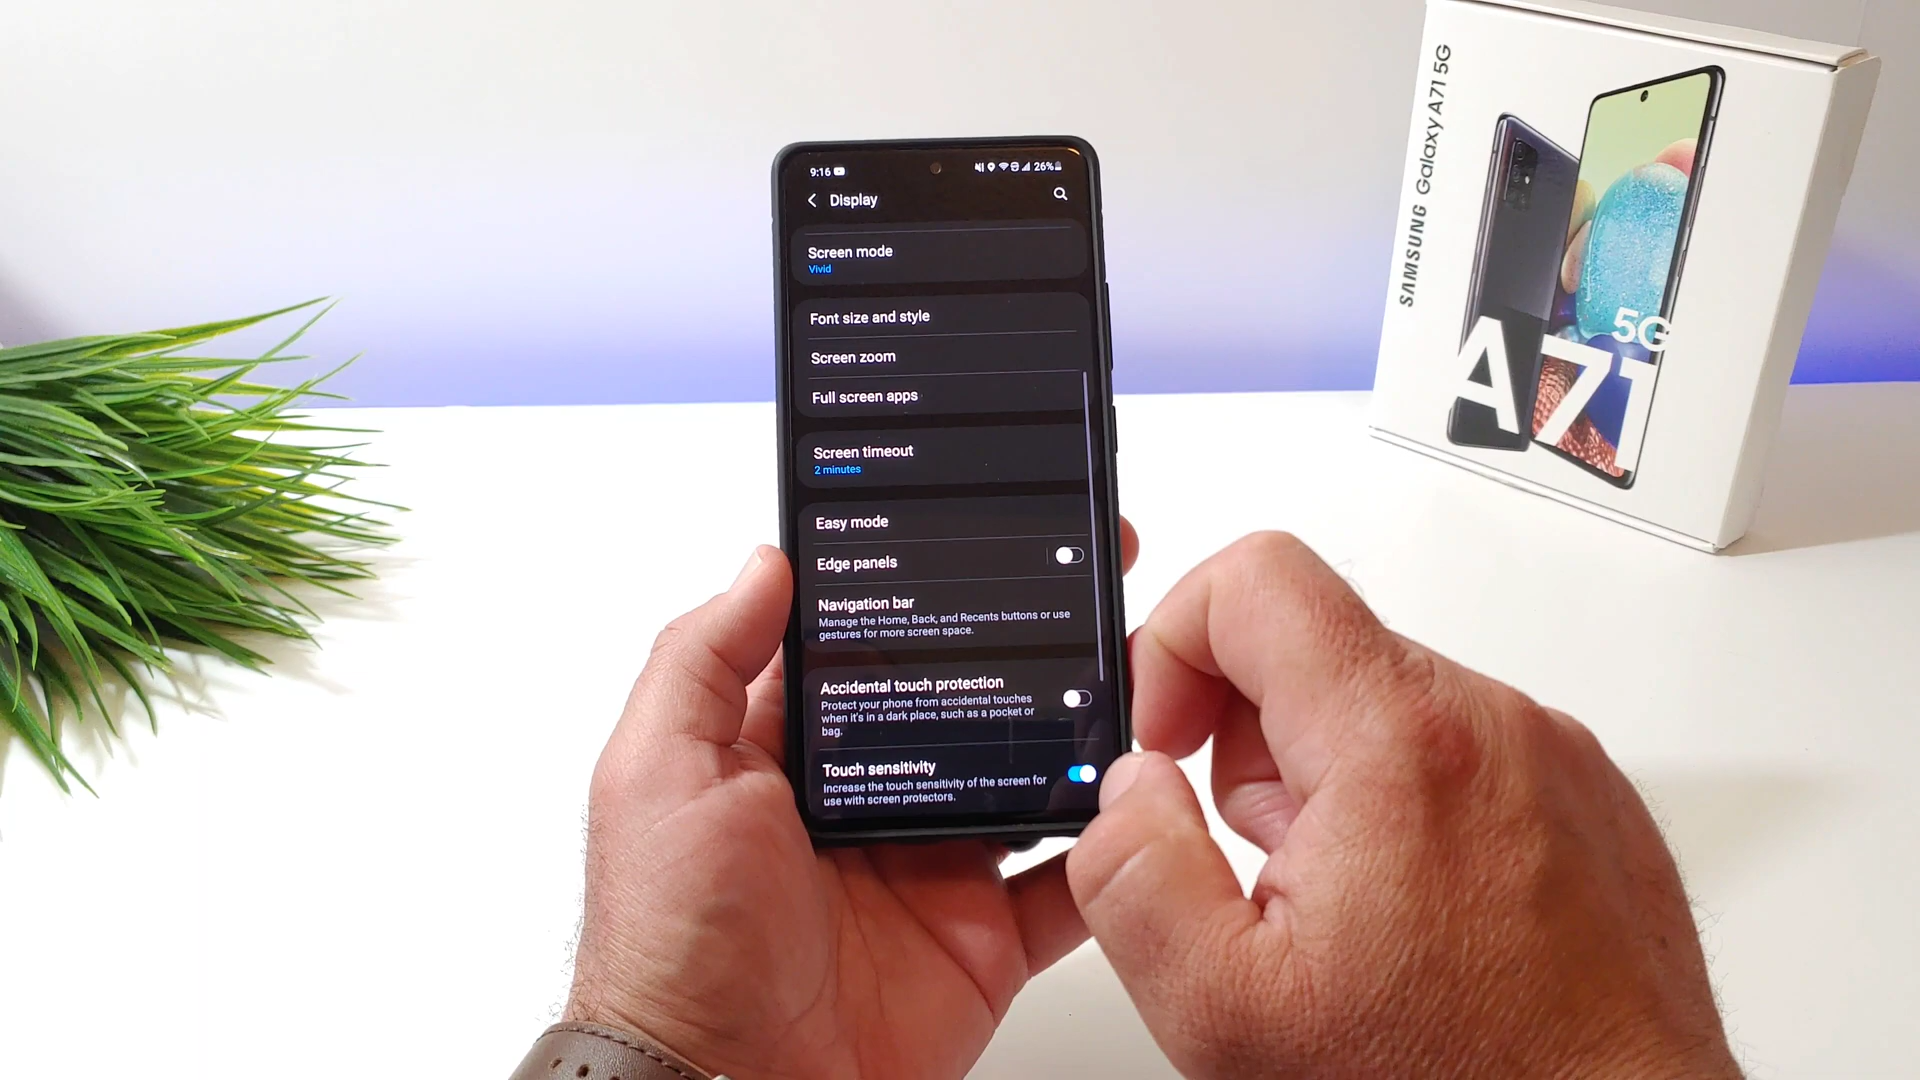 9:16
26%
Display
Screen mode
Vivid
Font size and style
Screen zoom
Full screen apps
Screen timeout
2 minutes
Easy mode
Edge panels
Navigation bar
Manage the Home, Back, and Recents buttons or use
gestures for more screen space.
Accidental touch protection
Protect your phone from accidental touches
when it's in a dark place, such as a pocket or
bag.
Touch sensitivity
Increase the touch sensitivity of the screen for
use with screen protectors.
SAMSUNG Galaxy A71 5G
5G
A71